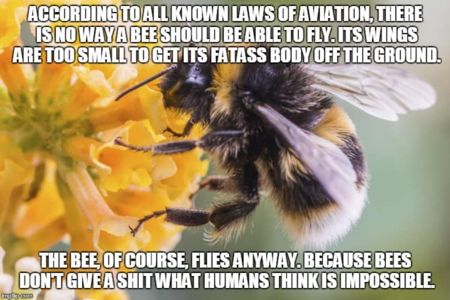 ACCORDING TO ALL KNOWN LAWS OF AVIATION, THERE
IS NO WAY A BEE SHOULD BE ABLE TO FLY. ITS WINGS
ARE TOO SMALL TO GET ITS FATASS BODY OFF THE GROUND.
THE BEE, OF COURSE, FLIES ANYWAY. BECAUSE BEES
DON'T GIVE A SHIT WHAT HUMANS THINK IS IMPOSSIBLE.
imgflip.com